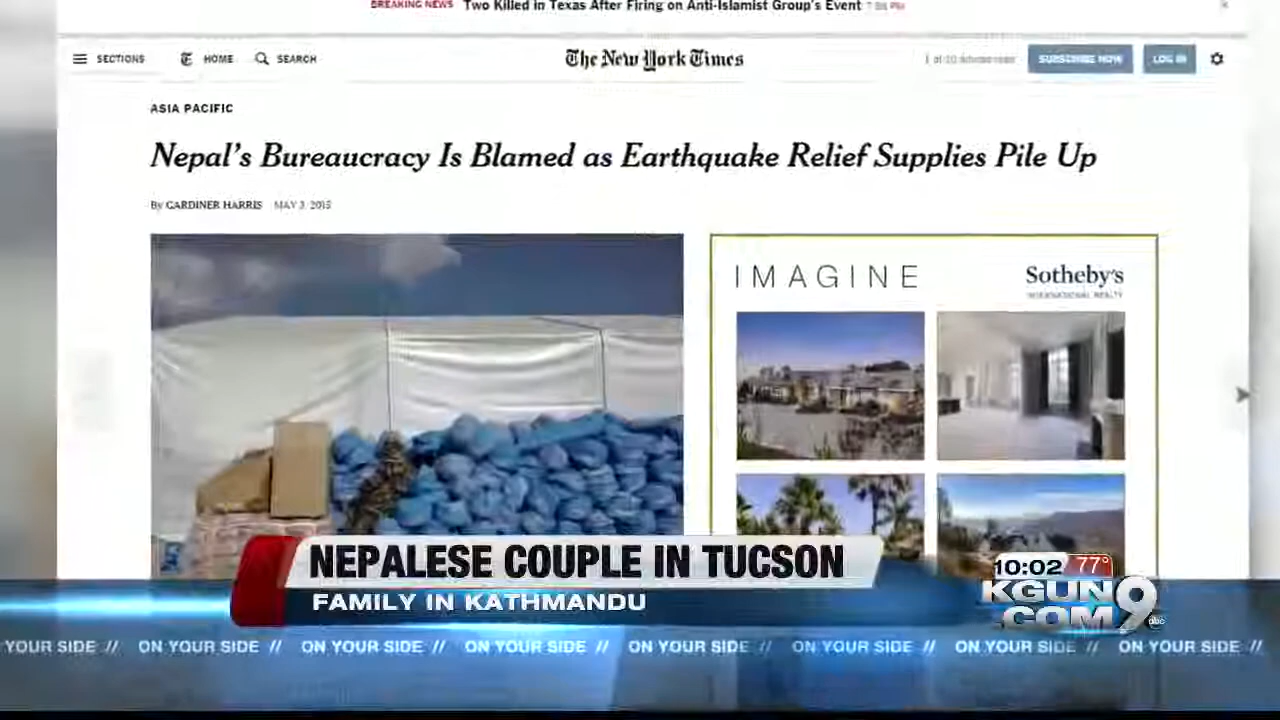 BREAKING NEWS Two Killed in Texas After Firing on Anti-Islamist Group's Event
SECTIONS HOME SEARCH The New York Times SUBSCRIBE NOW LOG IN
ASIA PACIFIC
Nepal's Bureaucracy Is Blamed as Earthquake Relief Supplies Pile Up
By GARDINER HARRIS MAY 3, 2015
IMAGINE Sotheby's
INTERNATIONAL REALTY
NEPALESE COUPLE IN TUCSON
FAMILY IN KATHMANDU
10:02 77°
KGUN 9
.COM abc
YOUR SIDE // ON YOUR SIDE // ON YOUR SIDE // ON YOUR SIDE // ON YOUR SIDE // ON YOUR SIDE // ON YOUR SIDE // ON YOUR SIDE //